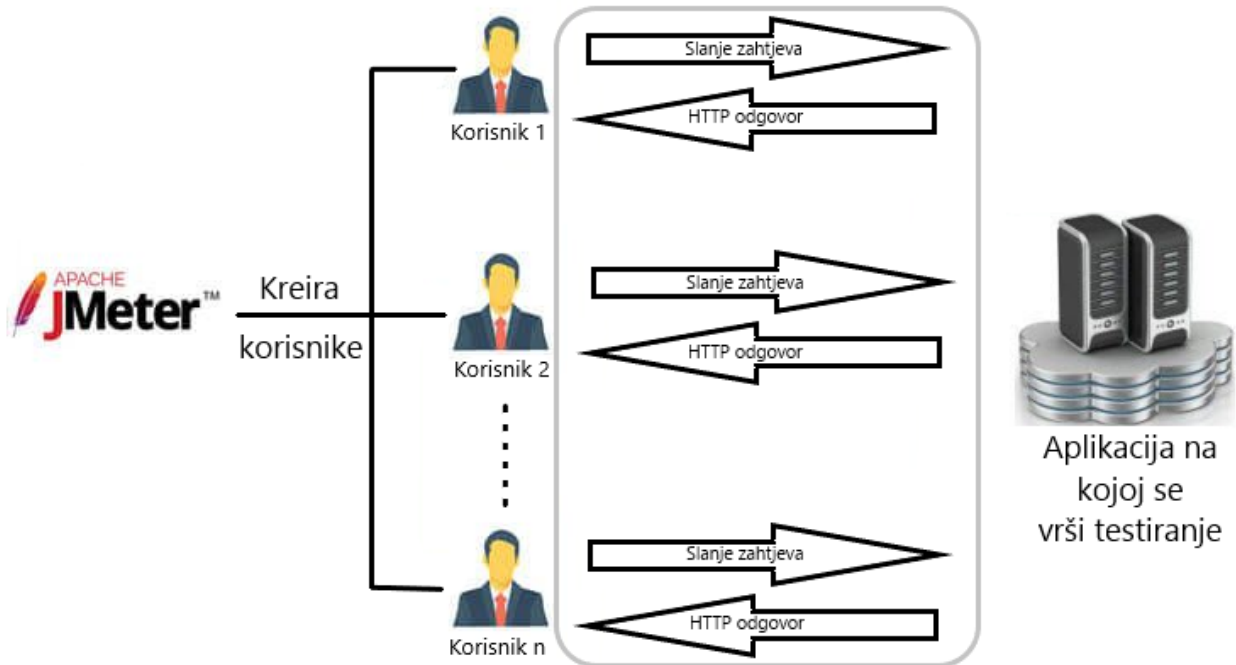 APACHE
JMeter™
Kreira
korisnike
Korisnik 1
Slanje zahtjeva
HTTP odgovor
Korisnik 2
Slanje zahtjeva
HTTP odgovor
Korisnik n
Slanje zahtjeva
HTTP odgovor
Aplikacija na
kojoj se
vrši testiranje